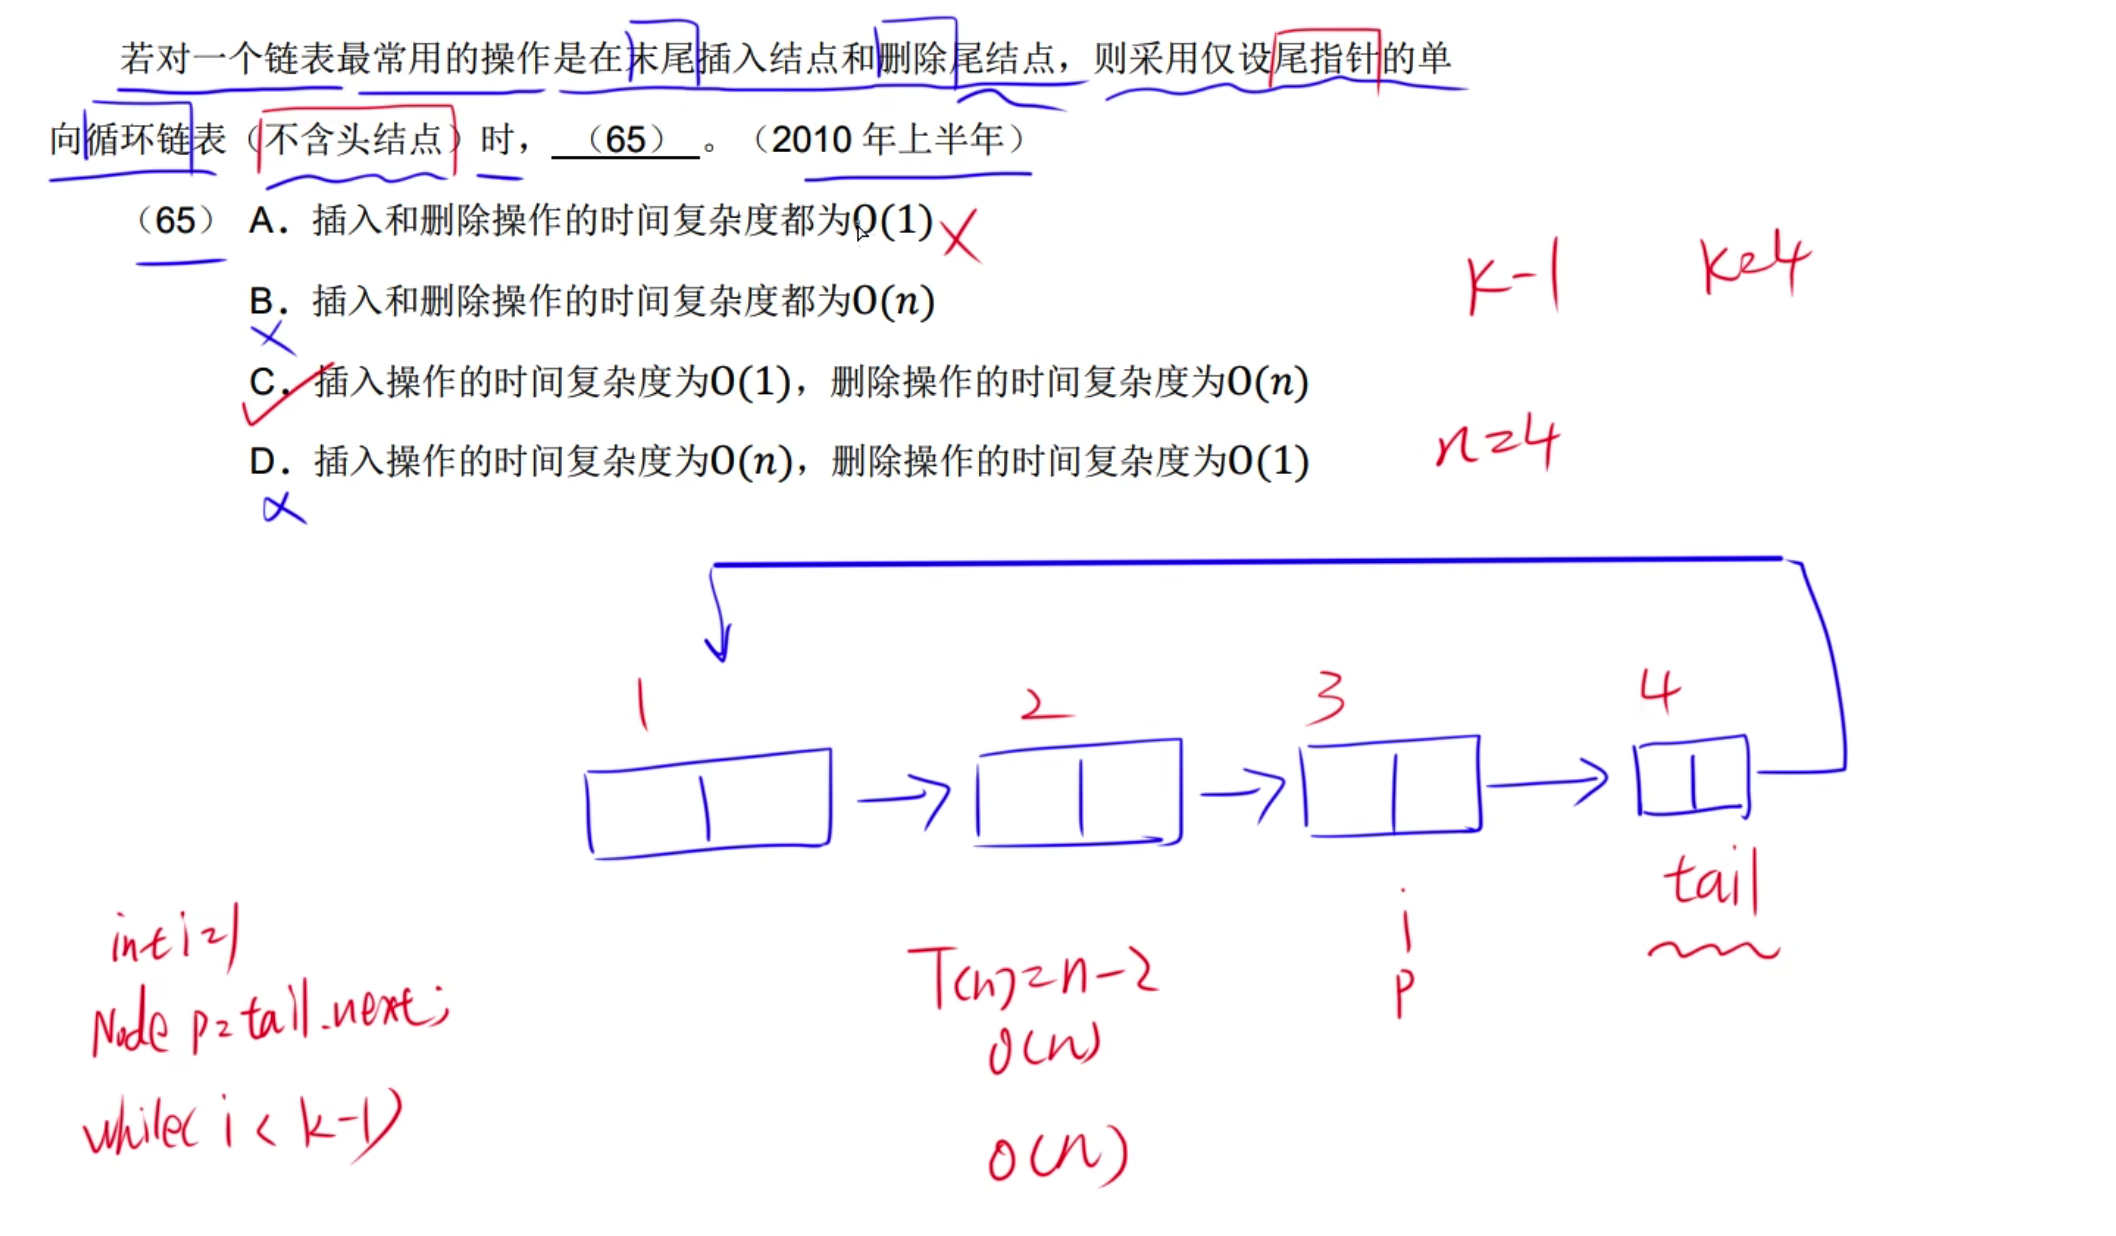 若对一个链表最常用的操作是在末尾插入结点和删除尾结点，则采用仅设尾指针的单
向循环链表（不含头结点）时，（65）。（2010 年上半年）
（65） A．插入和删除操作的时间复杂度都为O(1)
B．插入和删除操作的时间复杂度都为O(n)
C．插入操作的时间复杂度为O(1)，删除操作的时间复杂度为O(n)
D．插入操作的时间复杂度为O(n)，删除操作的时间复杂度为O(1)
k-1 k=4
n=4
1 2 3 4
tail
i
p
int i=1
Node p=tail.next;
while( i < k-1)
T(n)=n-2
O(n)
O(n)